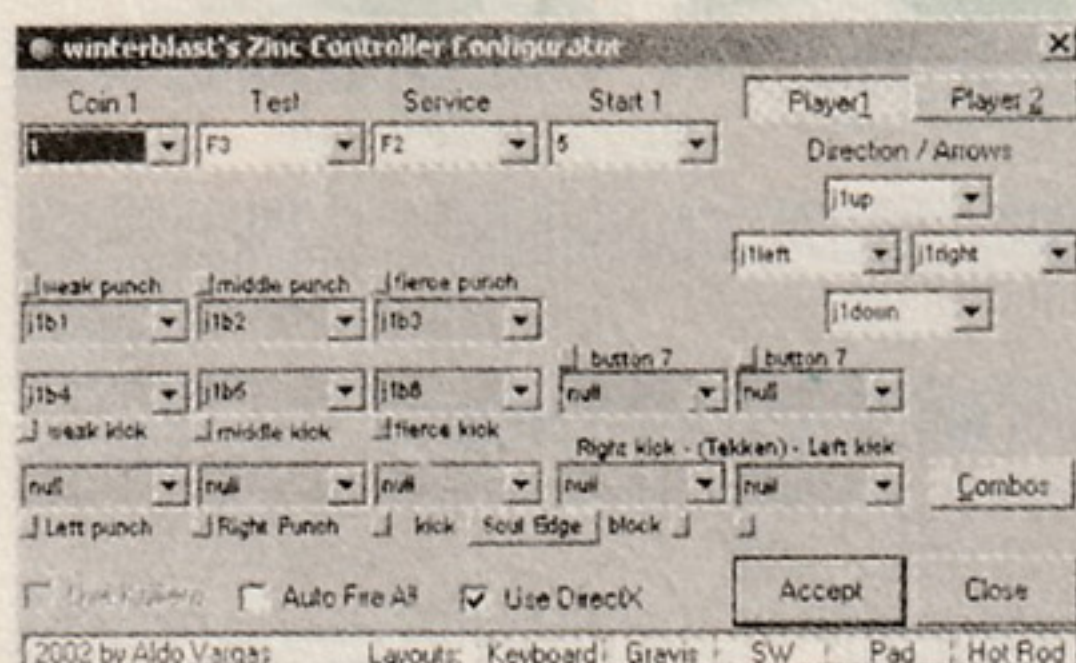 winterblast's Zinc Controller Configurator
Coin 1 Test Service Start 1 Player1 Player 2
1 F3 F2 5
Direction / Arrows
j1up
j1left j1right
j1down
weak punch middle punch fierce punch
j1b1 j1b2 j1b3
button 7 button 7
j1b4 null null
weak kick middle kick fierce kick
Right kick - (Tekken) - Left kick
null null null null null
Combos
Left punch Right Punch kick Soul Edge block
Auto Fire All Use DirectX
Accept Close
2002 by Aldo Vargas Layouts: Keyboard Gravis SW Pad Hot Rod